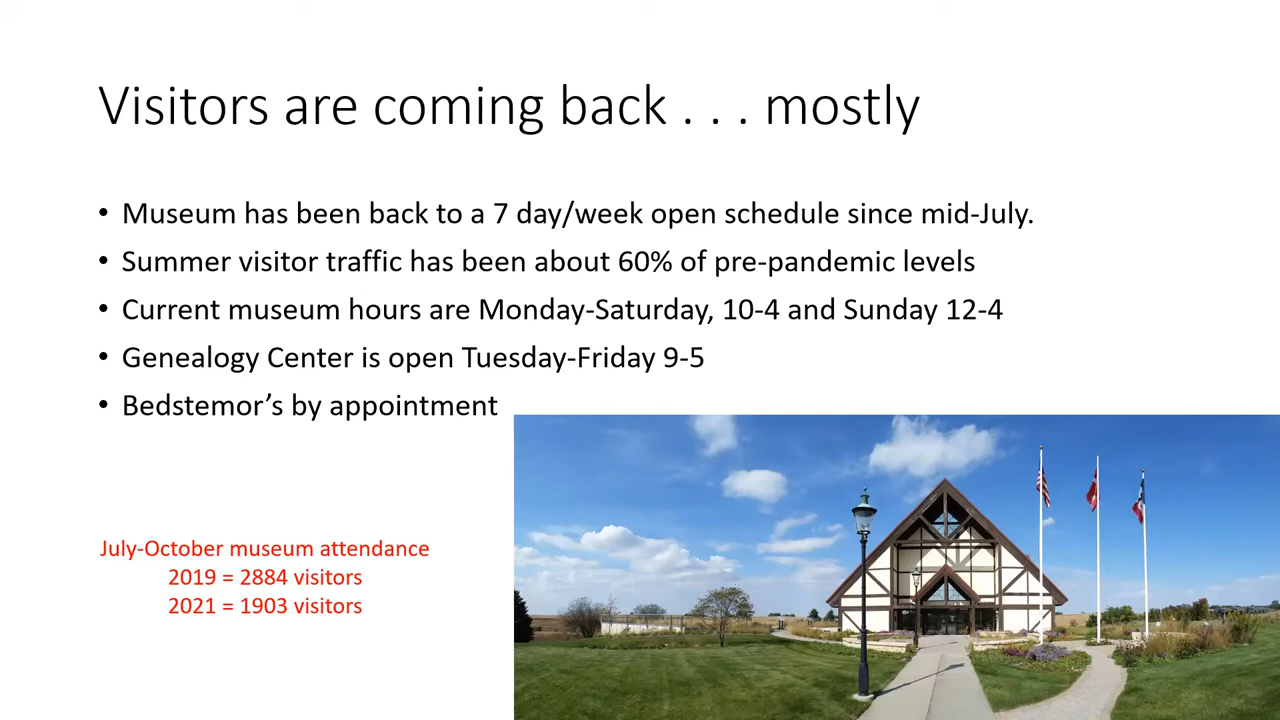 Visitors are coming back . . . mostly
• Museum has been back to a 7 day/week open schedule since mid-July.
• Summer visitor traffic has been about 60% of pre-pandemic levels
• Current museum hours are Monday-Saturday, 10-4 and Sunday 12-4
• Genealogy Center is open Tuesday-Friday 9-5
• Bedstemor’s by appointment
July-October museum attendance
2019 = 2884 visitors
2021 = 1903 visitors